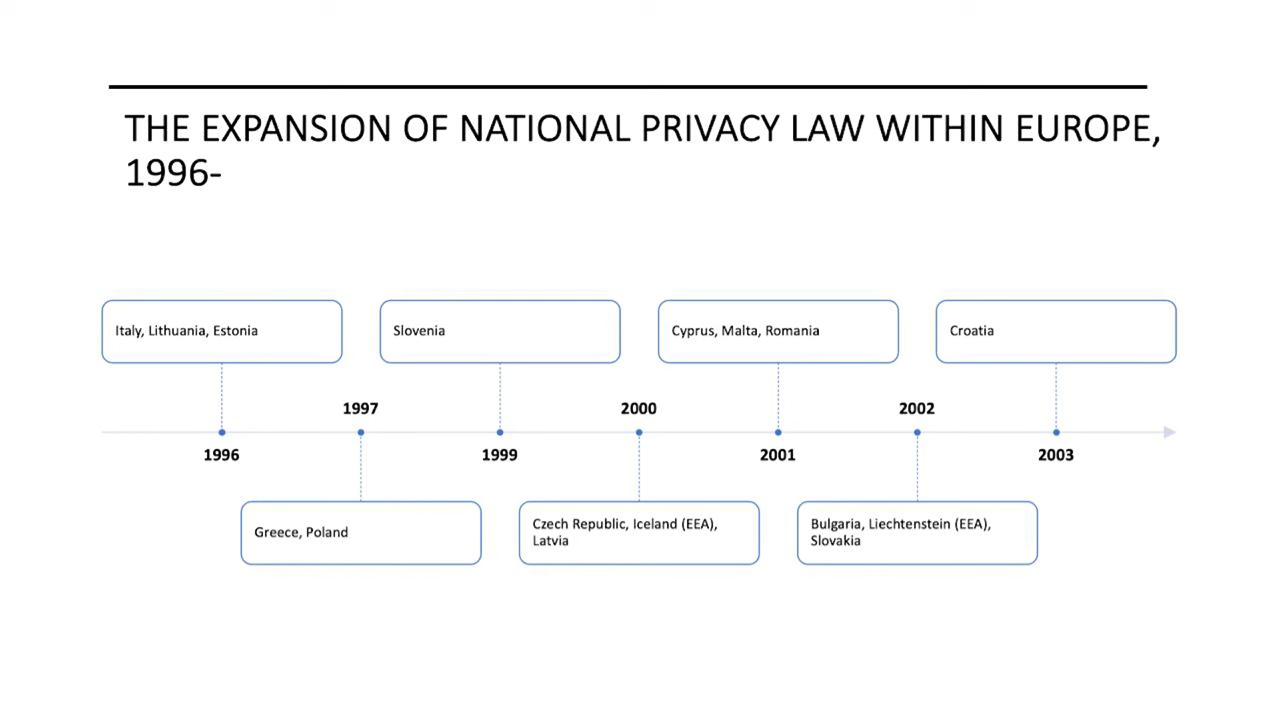 THE EXPANSION OF NATIONAL PRIVACY LAW WITHIN EUROPE,
1996-
Italy, Lithuania, Estonia
Slovenia
Cyprus, Malta, Romania
Croatia
1997
2000
2002
1996
1999
2001
2003
Greece, Poland
Czech Republic, Iceland (EEA),
Latvia
Bulgaria, Liechtenstein (EEA),
Slovakia